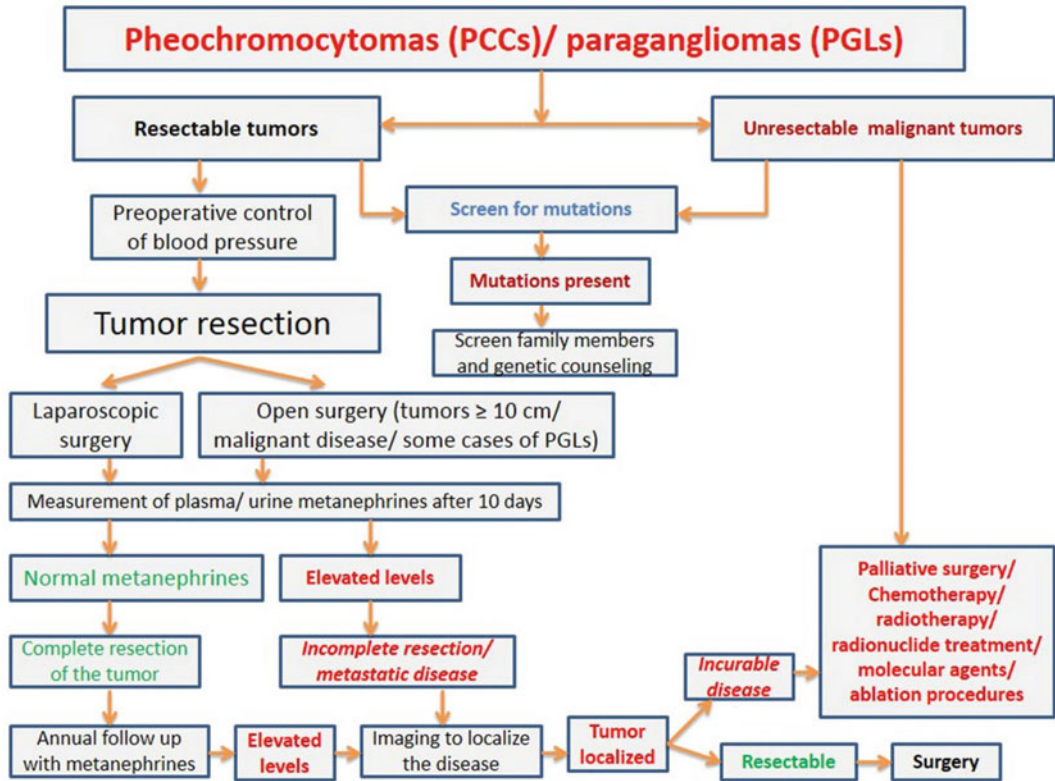 Pheochromocytomas (PCCs)/ paragangliomas (PGLs)
Resectable tumors
Unresectable malignant tumors
Preoperative control
of blood pressure
Screen for mutations
Mutations present
Tumor resection
Screen family members
and genetic counseling
Laparoscopic
surgery
Open surgery (tumors ≥ 10 cm/
malignant disease/ some cases of PGLs)
Measurement of plasma/ urine metanephrines after 10 days
Normal metanephrines
Elevated levels
Palliative surgery/
Chemotherapy/
radiotherapy/
radionuclide treatment/
molecular agents/
ablation procedures
Complete resection
of the tumor
Incomplete resection/
metastatic disease
Incurable
disease
Annual follow up
with metanephrines
Elevated
levels
Imaging to localize
the disease
Tumor
localized
Resectable
Surgery